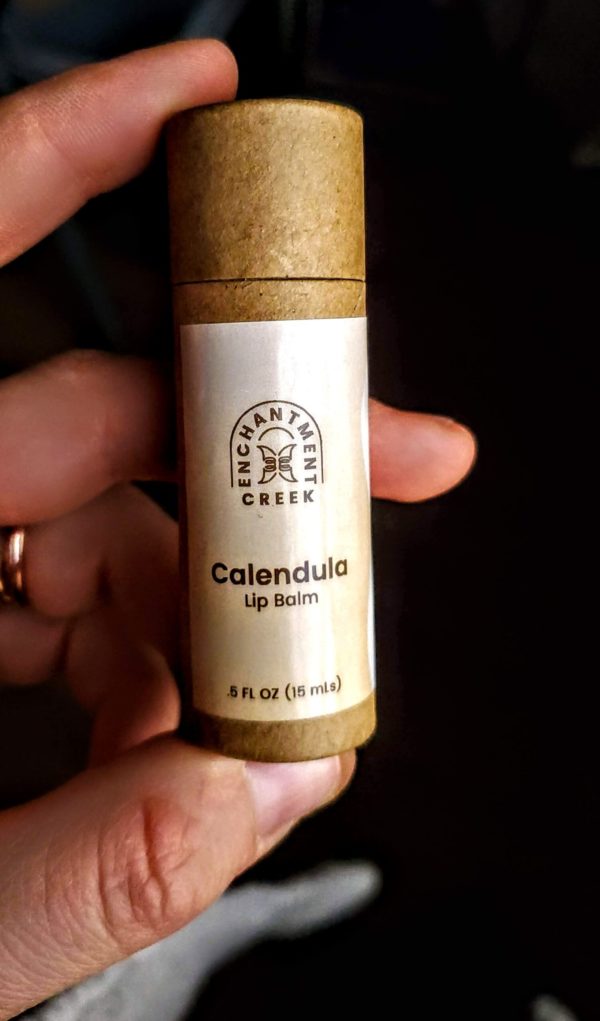 ENCHANTMENT
CREEK
Calendula
Lip Balm
.5 FL OZ (15 mLs)